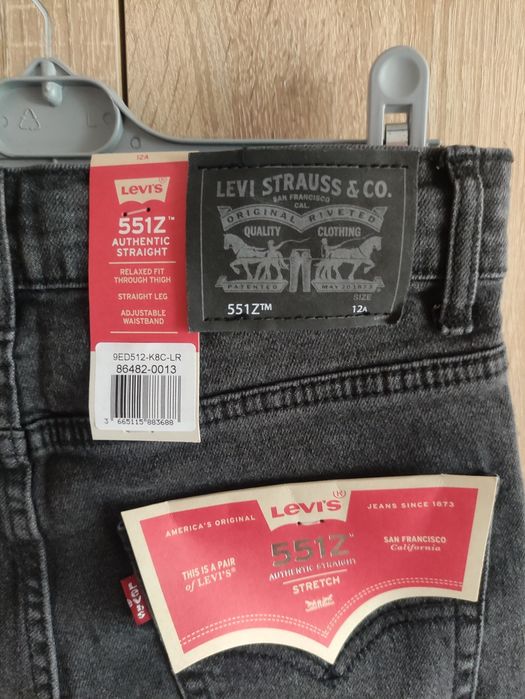 12A
LEVI'S
551Z™
AUTHENTIC
STRAIGHT
RELAXED FIT
THROUGH THIGH
STRAIGHT LEG
ADJUSTABLE
WAISTBAND
9ED512-K8C-LR
86482-0013
3 665115 883688
LEVI STRAUSS & CO.
SAN FRANCISCO
CAL.
ORIGINAL RIVETED
QUALITY CLOTHING
PATENTED MAY 20 1873
SIZE
551Z™ 12A
LEVI'S®
AMERICA'S ORIGINAL
JEANS SINCE 1873
551Z™
AUTHENTIC STRAIGHT
STRETCH
THIS IS A PAIR
of LEVI'S®
SAN FRANCISCO
California
Levi's